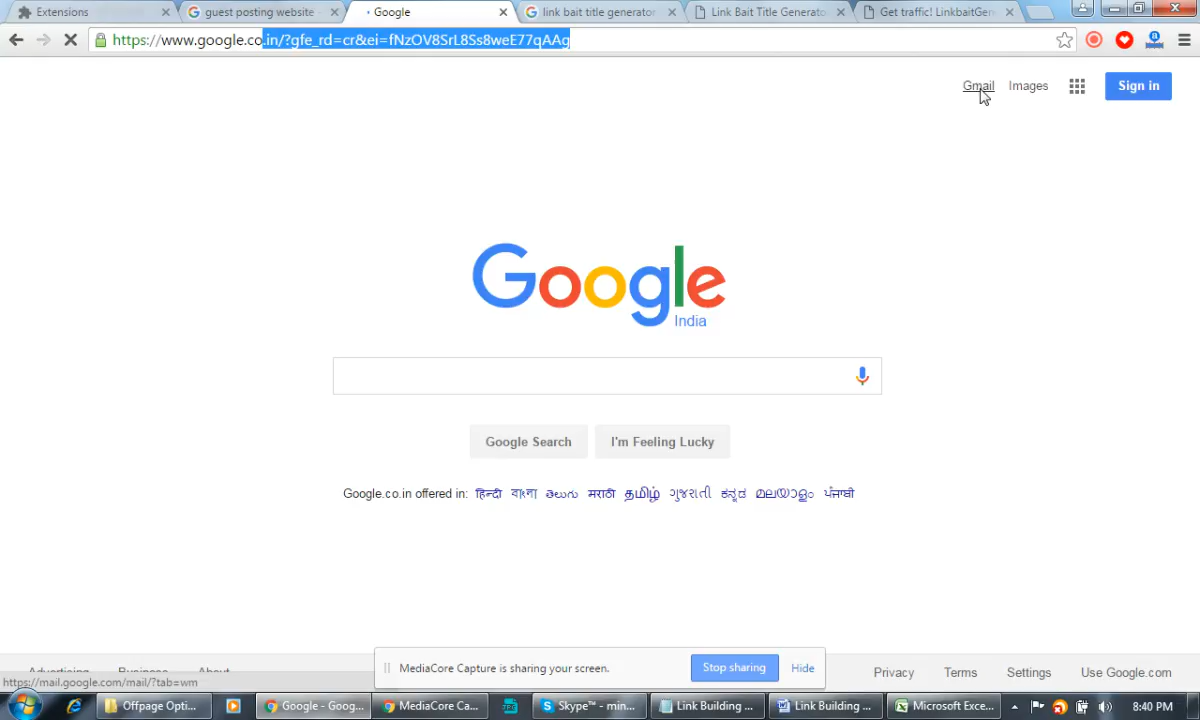 Extensions
guest posting website -
Google
link bait title generator
Link Bait Title Generato
Get traffic! LinkbaitGen
https://www.google.co.in/?gfe_rd=cr&ei=fNzOV8SrL8Ss8weE77qAAg
Gmail
Images
Sign in
Google
India
Google Search
I'm Feeling Lucky
Google.co.in offered in: हिन्दी বাংলা తెలుగు मराठी தமிழ் ગુજરાતી ಕನ್ನಡ മലയാളം ਪੰਜਾਬੀ
MediaCore Capture is sharing your screen.
Stop sharing
Hide
Advertising
Business
About
Privacy
Terms
Settings
Use Google.com
https://mail.google.com/mail/?tab=wm
Offpage Opti...
Google - Goog...
MediaCore Ca...
Skype™ - min...
Link Building ...
Link Building ...
Microsoft Exce...
8:40 PM